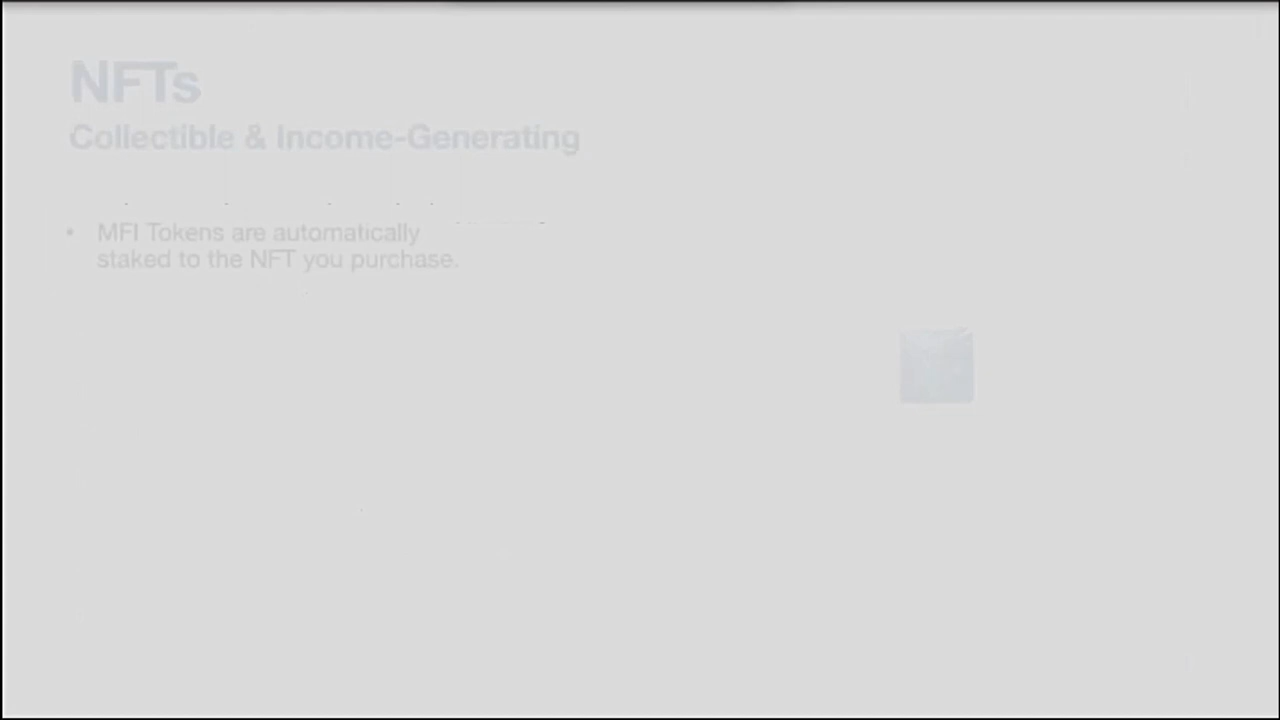 NFTs
Collectible & Income-Generating
• MFI Tokens are automatically
staked to the NFT you purchase.